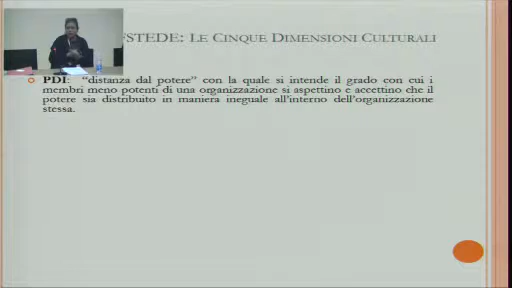 STEDE: LE CINQUE DIMENSIONI CULTURALI
PDI: “distanza dal potere” con la quale si intende il grado con cui i
membri meno potenti di una organizzazione si aspettino e accettino che il
potere sia distribuito in maniera ineguale all’interno dell’organizzazione
stessa.